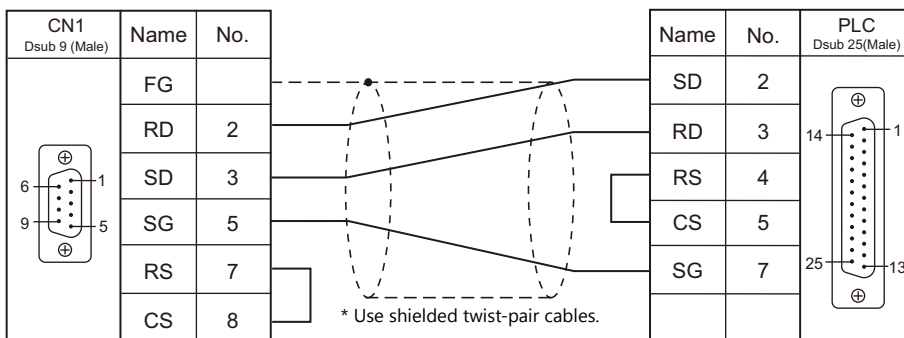 CN1
Dsub 9 (Male)
Name No.
FG
RD 2
SD 3
SG 5
RS 7
CS 8
6
1
9
5
* Use shielded twist-pair cables.
Name No.
SD 2
RD 3
RS 4
CS 5
SG 7
PLC
Dsub 25(Male)
14
1
25
13